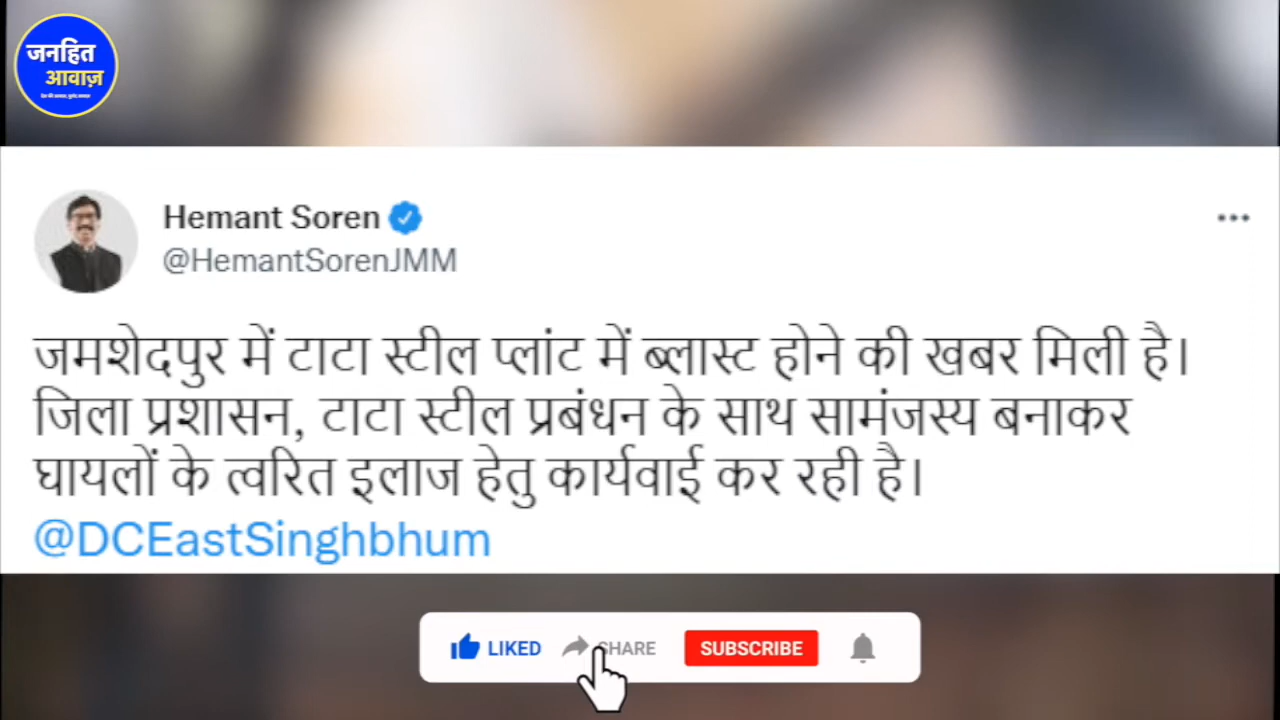 जनहित
आवाज़
Hemant Soren
@HemantSorenJMM
जमशेदपुर में टाटा स्टील प्लांट में ब्लास्ट होने की खबर मिली है।
जिला प्रशासन, टाटा स्टील प्रबंधन के साथ सामंजस्य बनाकर
घायलों के त्वरित इलाज हेतु कार्यवाई कर रही है।
@DCEastSinghbhum
LIKED SHARE SUBSCRIBE